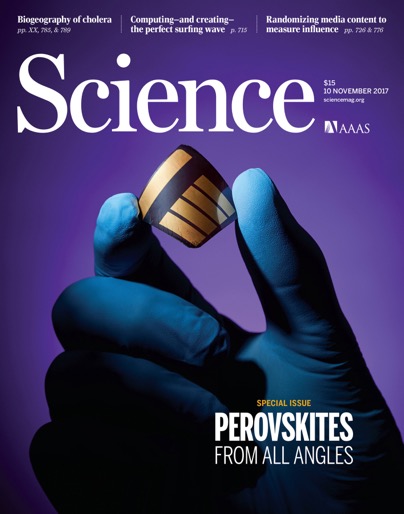 Biogeography of cholera
pp. XX, 783, & 789
Computing—and creating—
the perfect surfing wave p. 715
Randomizing media content to
measure influence pp. 726 & 776
Science
$15
10 NOVEMBER 2017
sciencemag.org
AAAS
SPECIAL ISSUE
PEROVSKITES
FROM ALL ANGLES